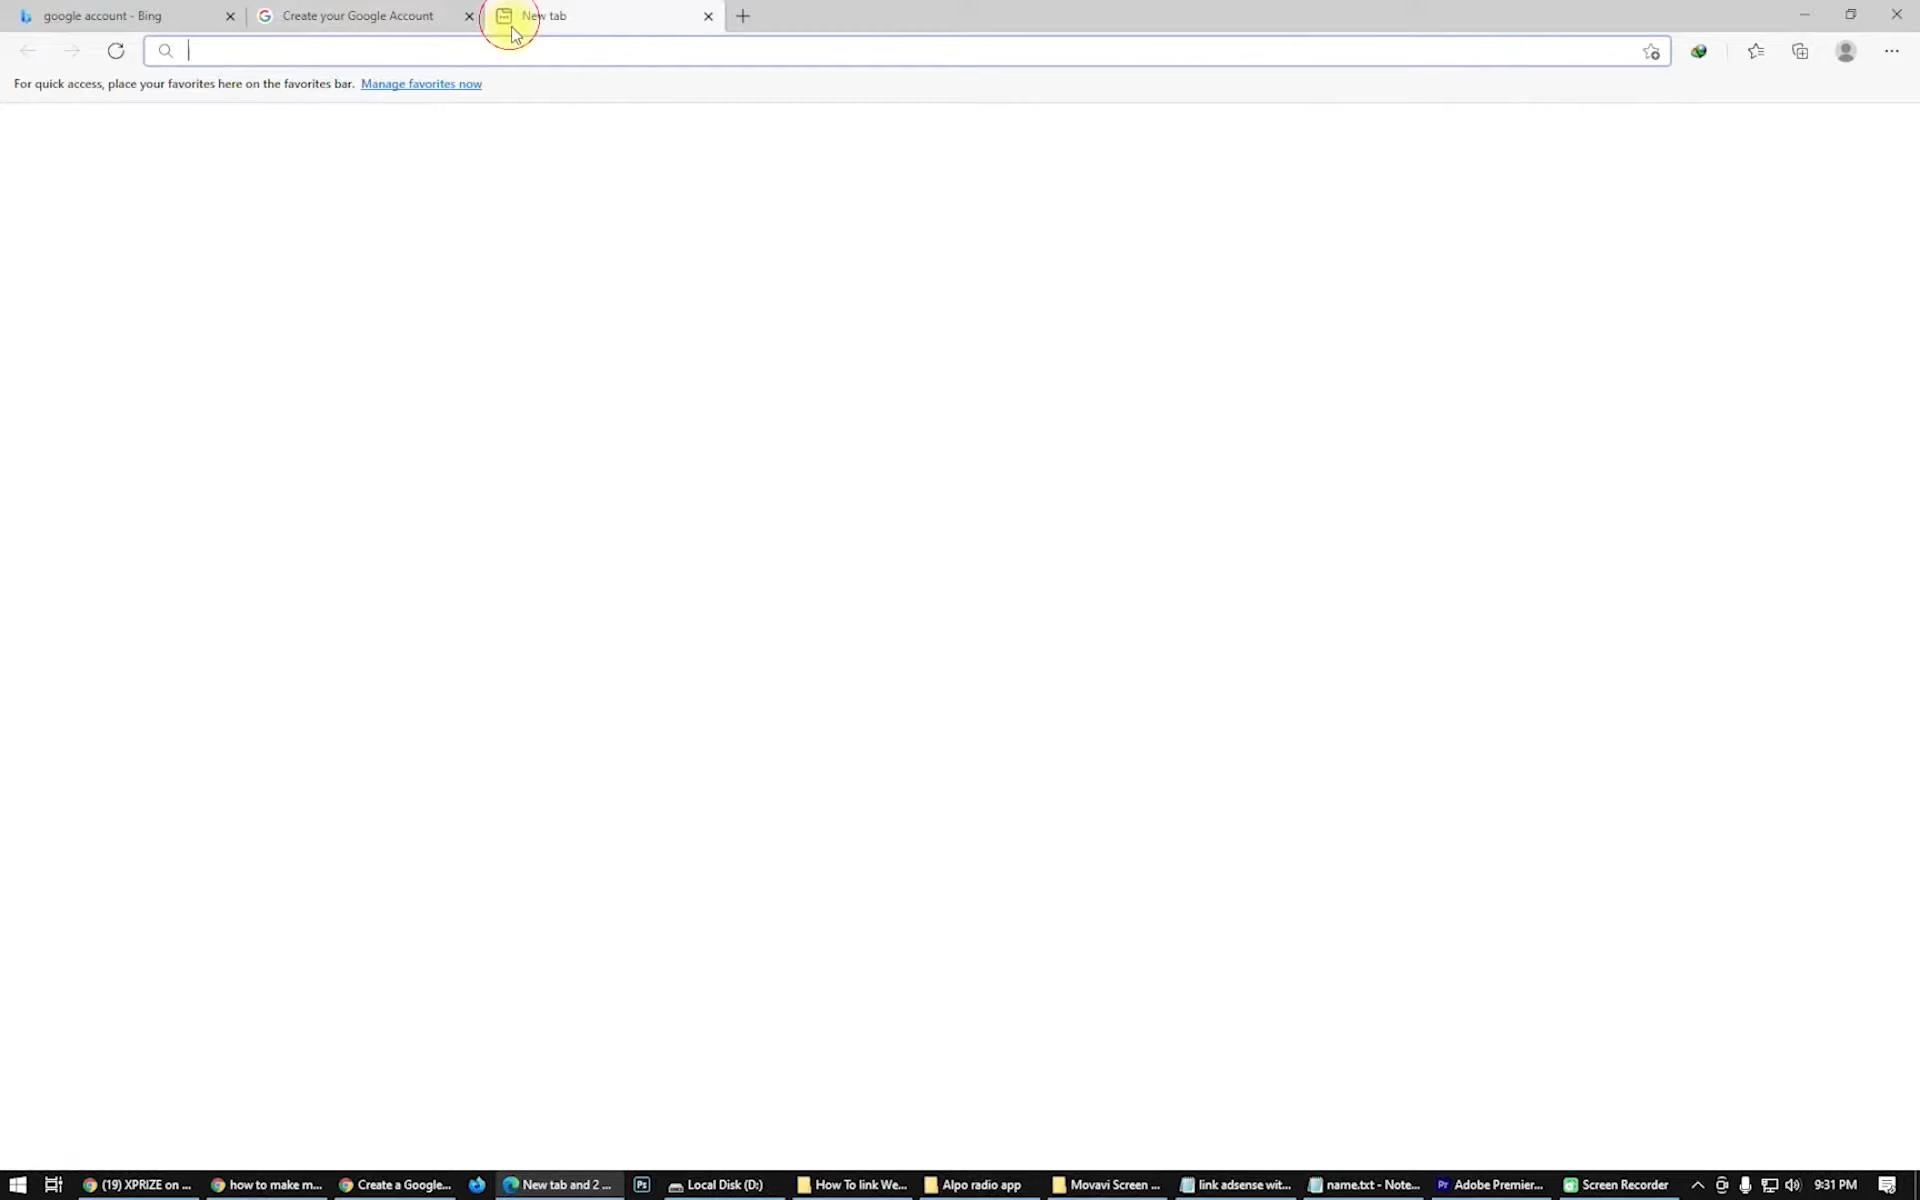 google account - Bing
Create your Google Account
New tab
For quick access, place your favorites here on the favorites bar. Manage favorites now
(19) XPRIZE on ...
how to make m...
Create a Google...
New tab and 2 ...
Ps
Local Disk (D:)
How To link We...
Alpo radio app
Movavi Screen ...
link adsense wit...
name.txt - Note...
Pr
Adobe Premier...
Screen Recorder
9:31 PM